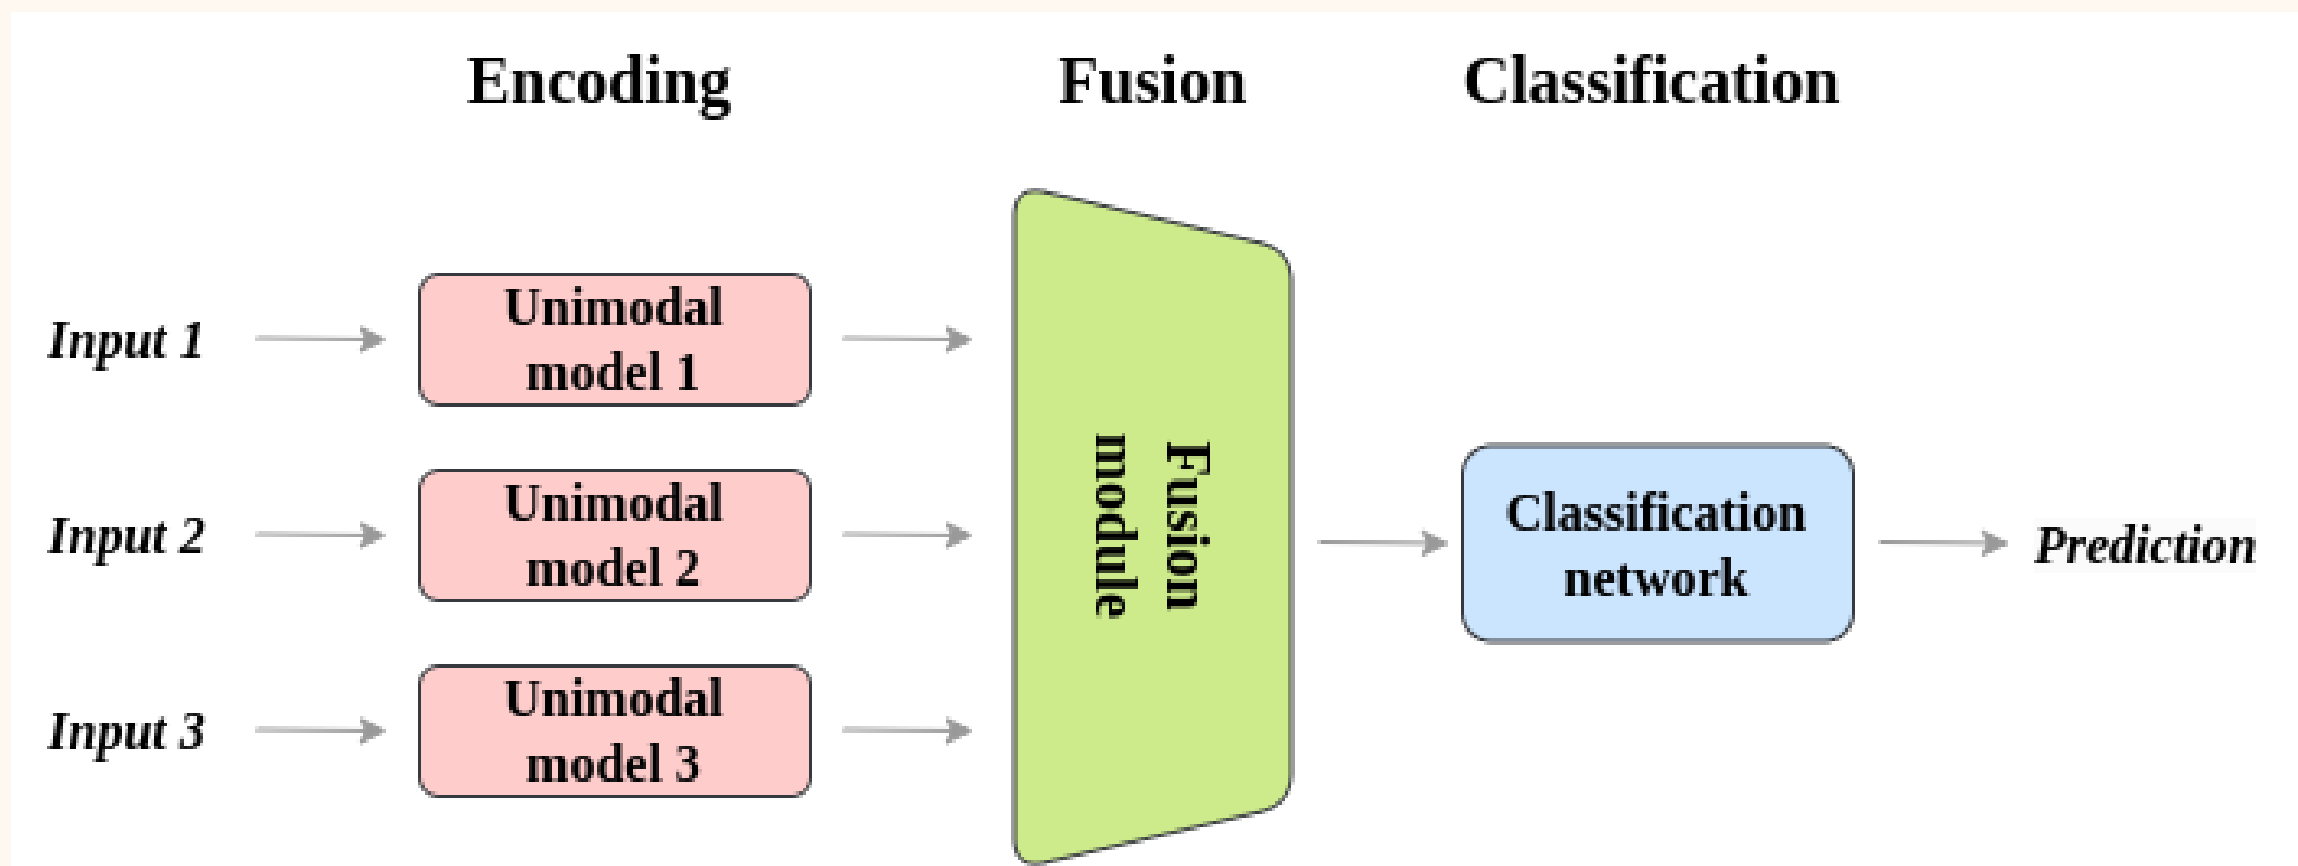 Encoding
Fusion
Classification
Input 1
Unimodal
model 1
Input 2
Unimodal
model 2
Input 3
Unimodal
model 3
Fusion
module
Classification
network
Prediction